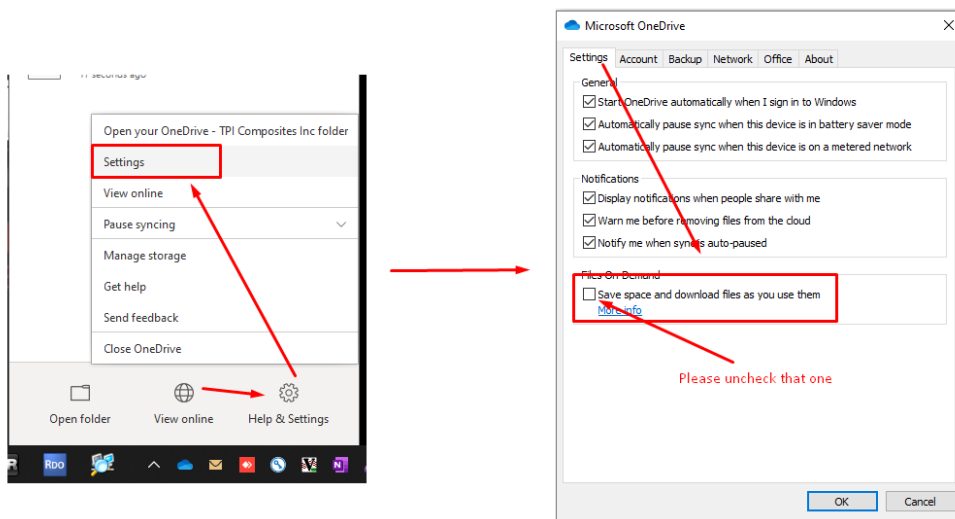 11 seconds ago
Open your OneDrive - TPI Composites Inc folder
Settings
View online
Pause syncing
Manage storage
Get help
Send feedback
Close OneDrive
Open folder
View online
Help & Settings
R
RDO
N
Microsoft OneDrive
Settings
Account
Backup
Network
Office
About
General
Start OneDrive automatically when I sign in to Windows
Automatically pause sync when this device is in battery saver mode
Automatically pause sync when this device is on a metered network
Notifications
Display notifications when people share with me
Warn me before removing files from the cloud
Notify me when sync is auto-paused
Files On Demand
Save space and download files as you use them
More info
Please uncheck that one
OK
Cancel